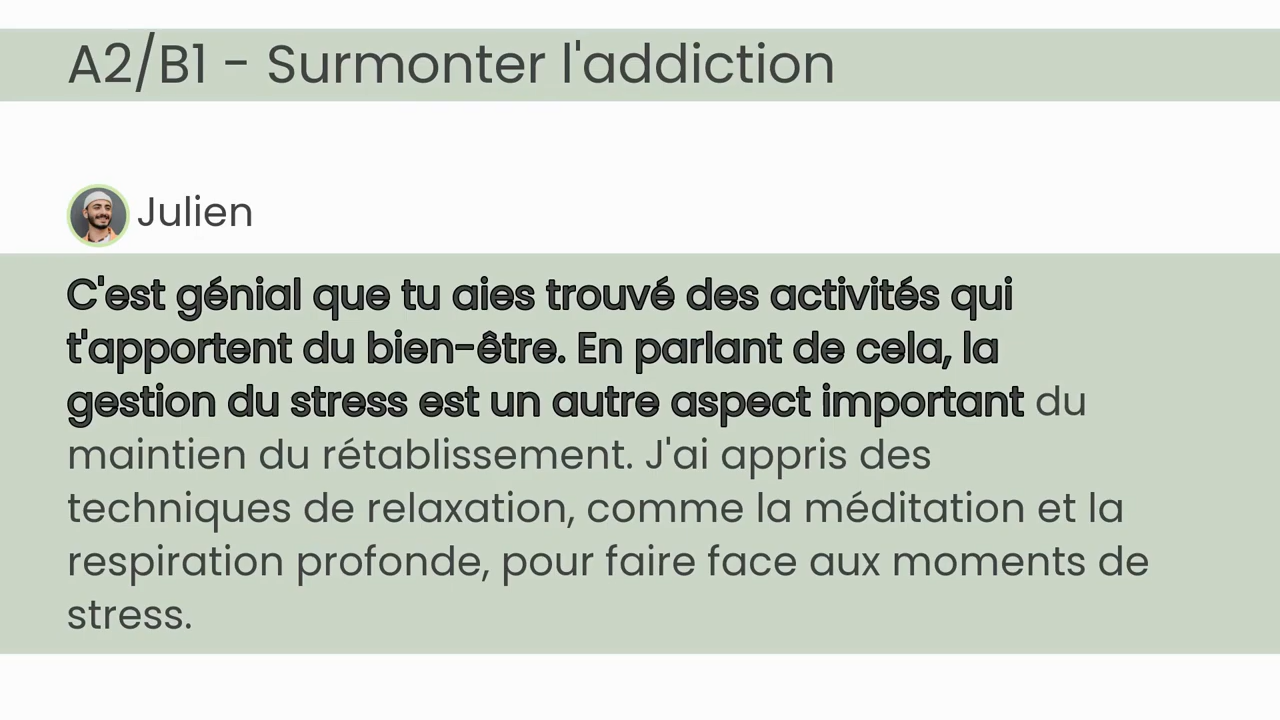 A2/B1 - Surmonter l'addiction
Julien
C'est génial que tu aies trouvé des activités qui
t'apportent du bien-être. En parlant de cela, la
gestion du stress est un autre aspect important du
maintien du rétablissement. J'ai appris des
techniques de relaxation, comme la méditation et la
respiration profonde, pour faire face aux moments de
stress.